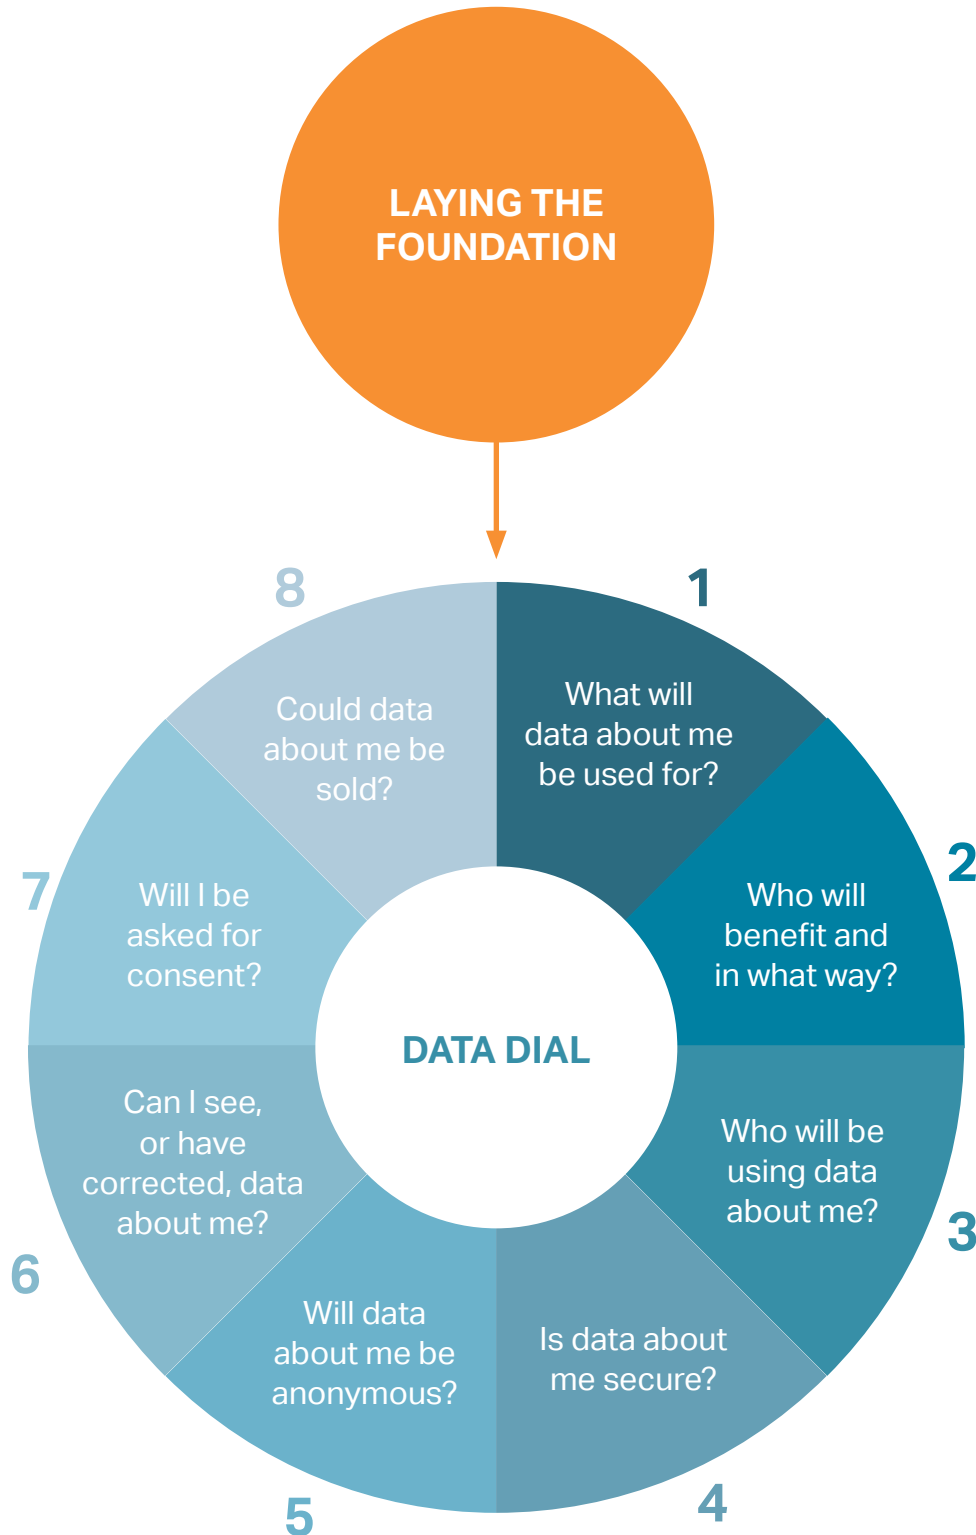 LAYING THE
FOUNDATION
1
What will
data about me
be used for?
2
Who will
benefit and
in what way?
3
Who will be
using data
about me?
4
Is data about
me secure?
5
Will data
about me be
anonymous?
6
Can I see,
or have
corrected, data
about me?
7
Will I be
asked for
consent?
8
Could data
about me be
sold?
DATA DIAL